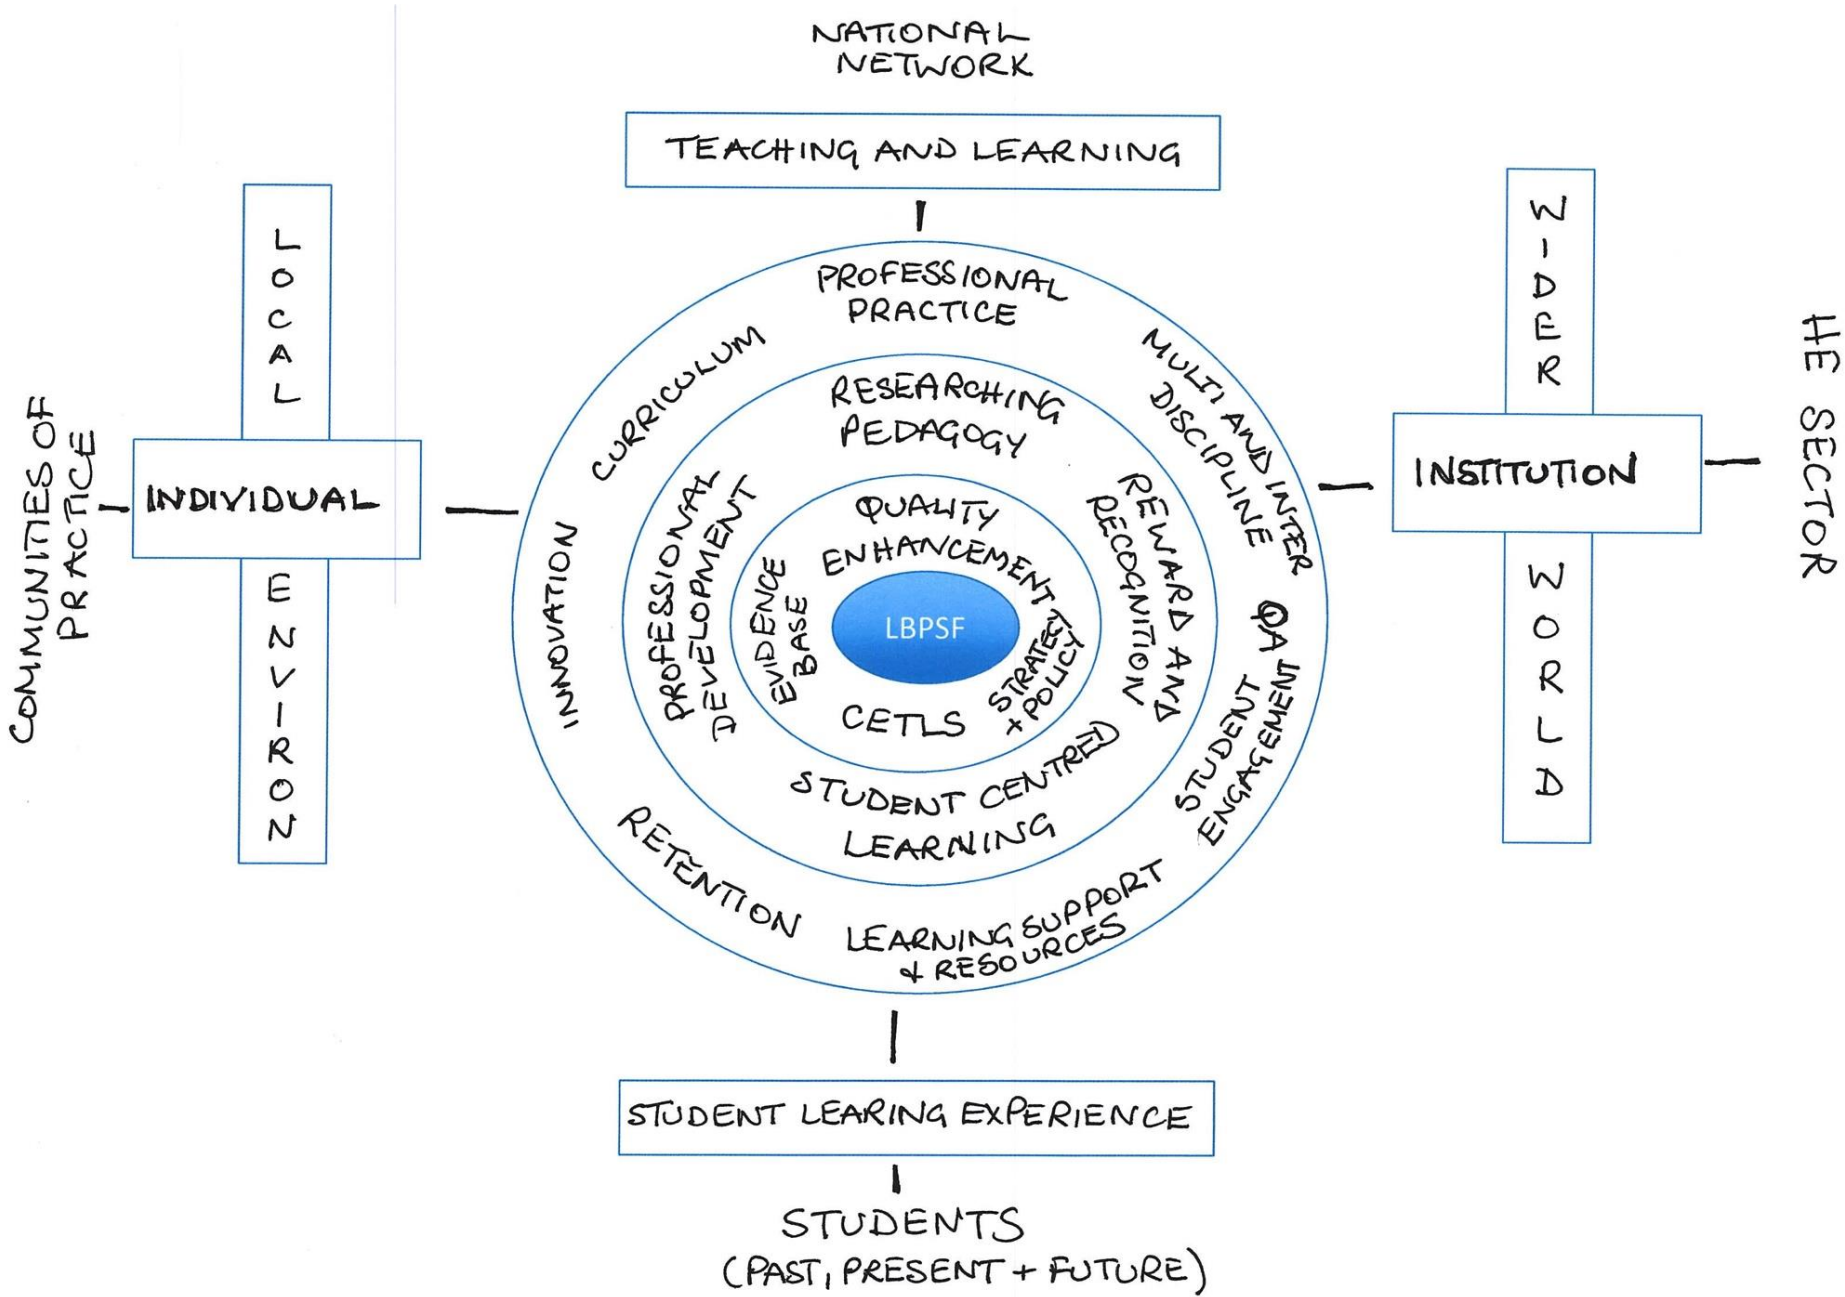 NATIONAL
NETWORK
TEACHING AND LEARNING
LOCAL
ENVIRON
COMMUNITIES OF
PRACTICE
INDIVIDUAL
PROFESSIONAL
PRACTICE
CURRICULUM
INNOVATION
RETENTION
LEARNING SUPPORT
& RESOURCES
STUDENT
ENGAGEMENT
QA
MULTI AND INTER
DISCIPLINE
RESEARCHING
PEDAGOGY
PROFESSIONAL
DEVELOPMENT
REWARD AND
RECOGNITION
STUDENT CENTRED
LEARNING
QUALITY
ENHANCEMENT
EVIDENCE
BASE
CETLS
STRATEGY
+ POLICY
LBPSF
WIDER
WORLD
INSTITUTION
HE SECTOR
STUDENT LEARING EXPERIENCE
STUDENTS
(PAST, PRESENT + FUTURE)